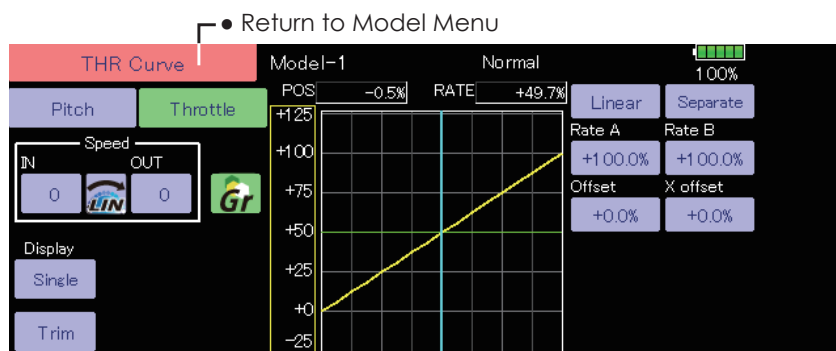 ● Return to Model Menu
THR Curve
Model-1
Normal
100%
Pitch
Throttle
POS
-0.5%
RATE
+49.7%
Linear
Separate
Speed
IN
OUT
0
LIN
0
Gr
+125
+100
+75
+50
+25
+0
-25
Rate A
Rate B
+100.0%
+100.0%
Offset
X offset
+0.0%
+0.0%
Display
Single
Trim